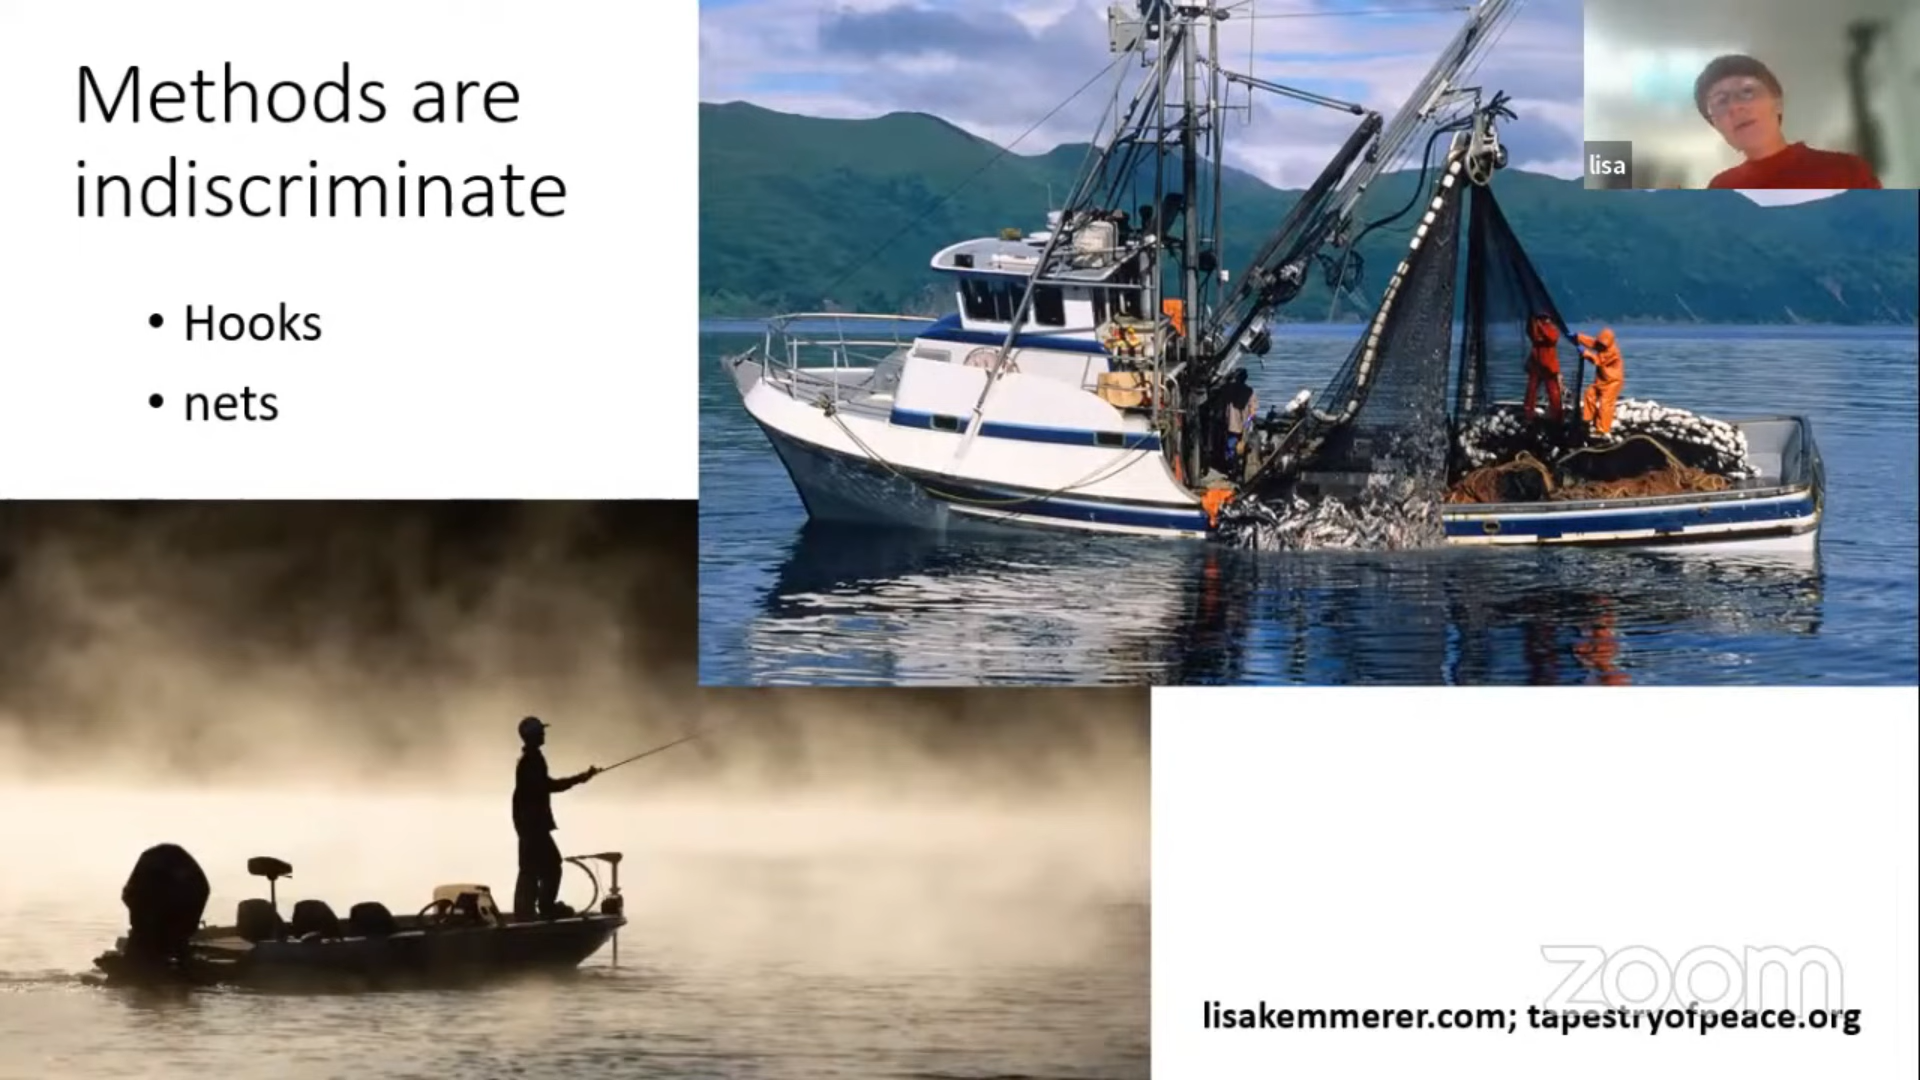 Methods are
indiscriminate
• Hooks
• nets
lisa
zoom
lisakemmerer.com; tapestryofpeace.org